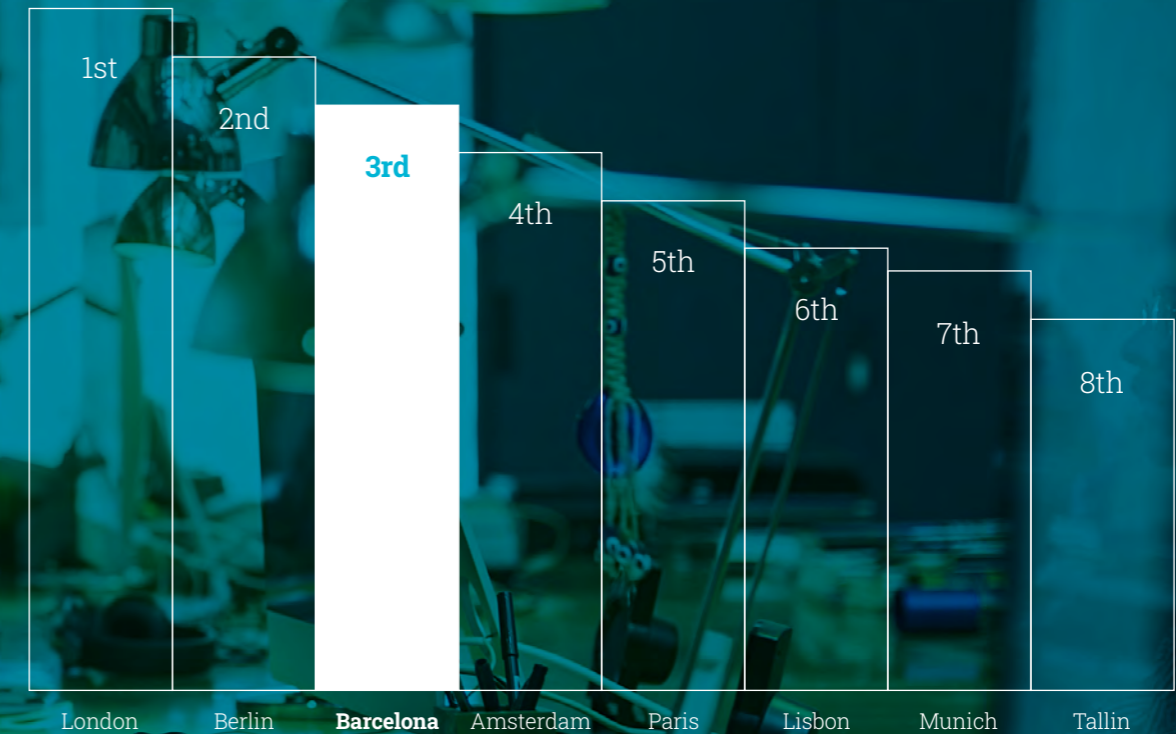 1st
2nd
3rd
4th
5th
6th
7th
8th
London Berlin Barcelona Amsterdam Paris Lisbon Munich Tallin